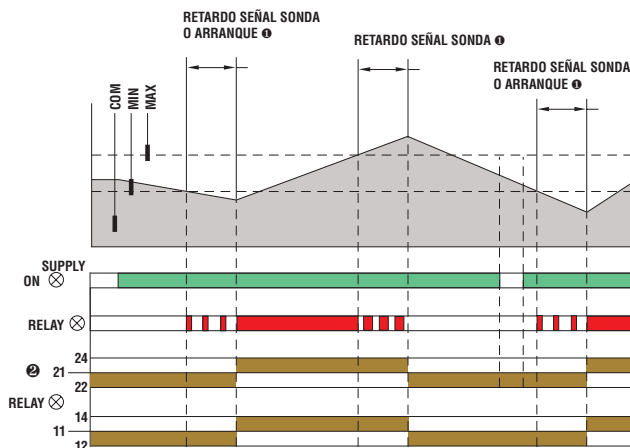 RETARDO SEÑAL SONDA
O ARRANQUE ❶
RETARDO SEÑAL SONDA ❶
RETARDO SEÑAL SONDA
O ARRANQUE ❶
COM
MIN
MAX
SUPPLY
ON
RELAY
24
❷ 21
22
RELAY
14
11
12